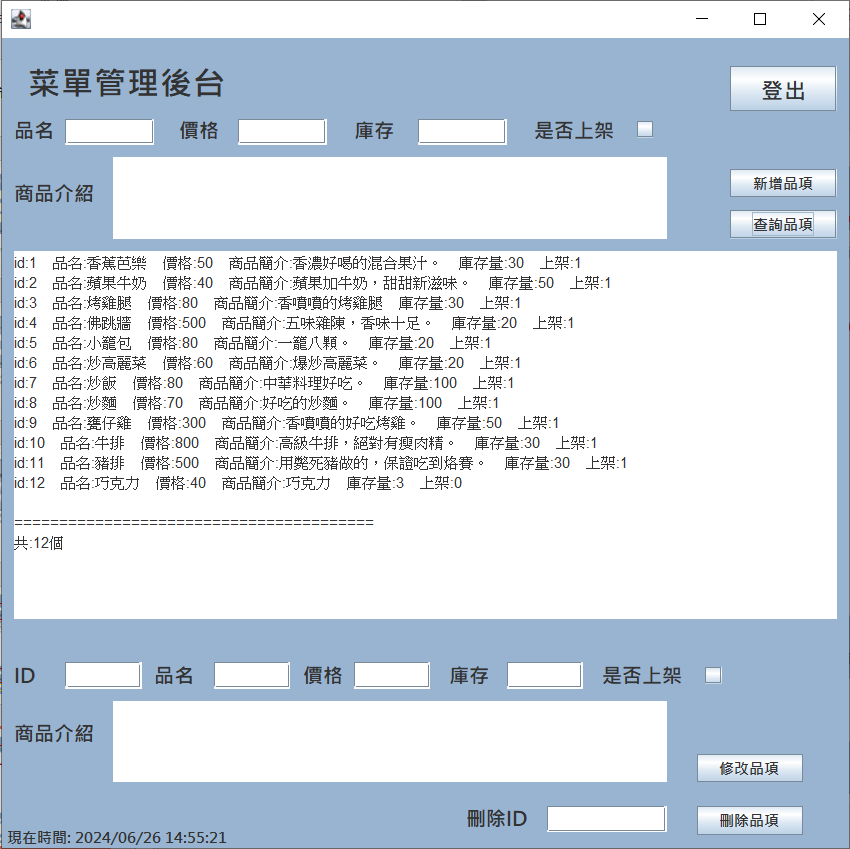 菜單管理後台
登出
品名 價格 庫存 是否上架
商品介紹
新增品項
查詢品項
id:1 品名:香蕉芭樂 價格:50 商品簡介:香濃好喝的混合果汁。 庫存量:30 上架:1
id:2 品名:蘋果牛奶 價格:40 商品簡介:蘋果加牛奶，甜甜新滋味。 庫存量:50 上架:1
id:3 品名:烤雞腿 價格:80 商品簡介:香噴噴的烤雞腿 庫存量:30 上架:1
id:4 品名:佛跳牆 價格:500 商品簡介:五味雜陳，香味十足。 庫存量:20 上架:1
id:5 品名:小籠包 價格:80 商品簡介:一籠八顆。 庫存量:20 上架:1
id:6 品名:炒高麗菜 價格:60 商品簡介:爆炒高麗菜。 庫存量:20 上架:1
id:7 品名:炒飯 價格:80 商品簡介:中華料理好吃。 庫存量:100 上架:1
id:8 品名:炒麵 價格:70 商品簡介:好吃的炒麵。 庫存量:100 上架:1
id:9 品名:甕仔雞 價格:300 商品簡介:香噴噴的好吃烤雞。 庫存量:50 上架:1
id:10 品名:牛排 價格:800 商品簡介:高級牛排，絕對有瘦肉精。 庫存量:30 上架:1
id:11 品名:豬排 價格:500 商品簡介:用斃死豬做的，保證吃到烙賽。 庫存量:30 上架:1
id:12 品名:巧克力 價格:40 商品簡介:巧克力 庫存量:3 上架:0
========================================
共:12個
ID 品名 價格 庫存 是否上架
商品介紹
修改品項
刪除ID 刪除品項
現在時間: 2024/06/26 14:55:21